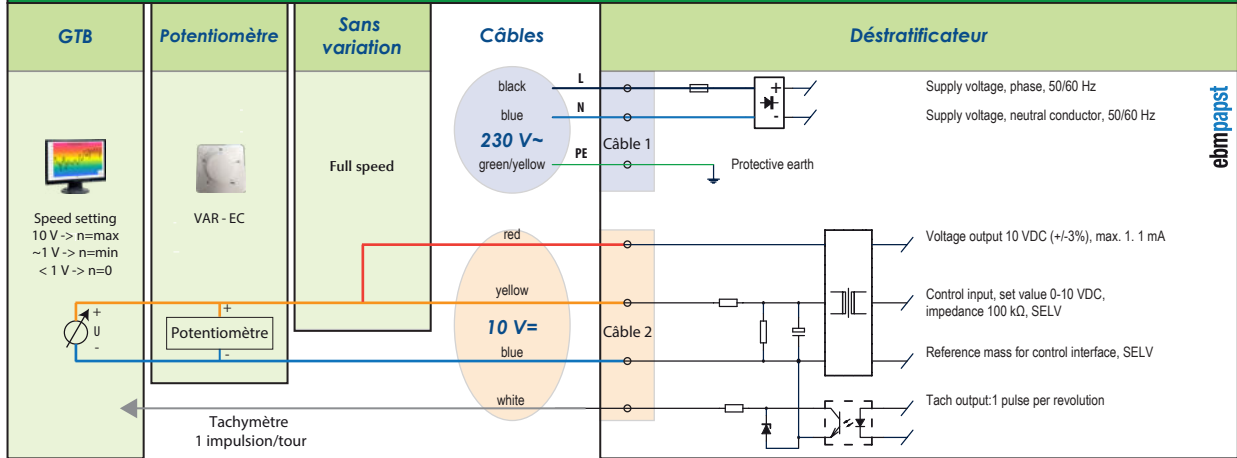 GTB
Potentiomètre
Sans
variation
Câbles
Déstratificateur
black
L
blue
N
230 V~
green/yellow
PE
Câble 1
+
-
Supply voltage, phase, 50/60 Hz
Supply voltage, neutral conductor, 50/60 Hz
Protective earth
ebmpapst
Speed setting
10 V -> n=max
~1 V -> n=min
< 1 V -> n=0
VAR - EC
Full speed
red
yellow
10 V=
blue
white
Câble 2
Voltage output 10 VDC (+/-3%), max. 1. 1 mA
Control input, set value 0-10 VDC,
impedance 100 kΩ, SELV
Reference mass for control interface, SELV
Tach output:1 pulse per revolution
+
U
-
+
Potentiomètre
-
Tachymètre
1 impulsion/tour